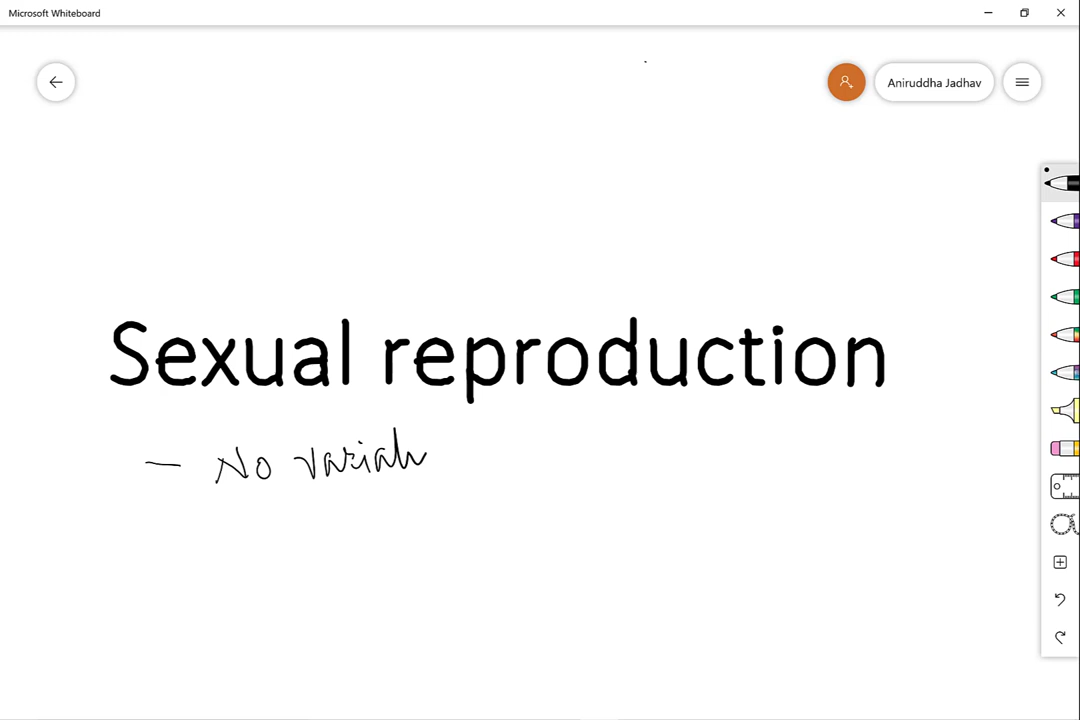 Microsoft Whiteboard
Aniruddha Jadhav
Sexual reproduction
— No